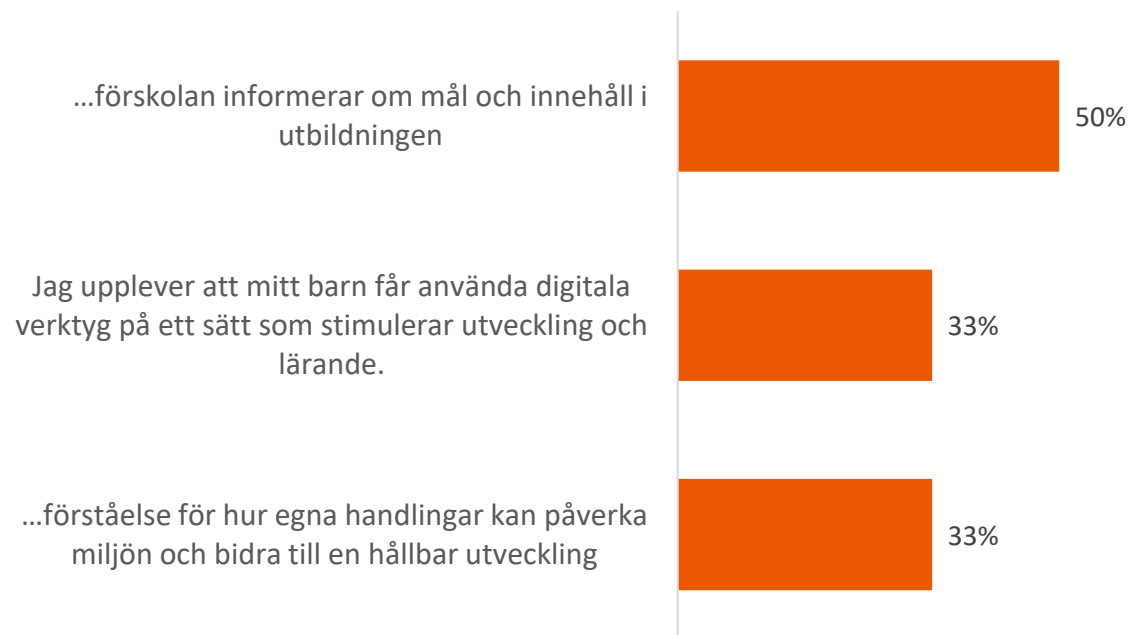 …förskolan informerar om mål och innehåll i
utbildningen
50%
Jag upplever att mitt barn får använda digitala
verktyg på ett sätt som stimulerar utveckling och
lärande.
33%
…förståelse för hur egna handlingar kan påverka
miljön och bidra till en hållbar utveckling
33%